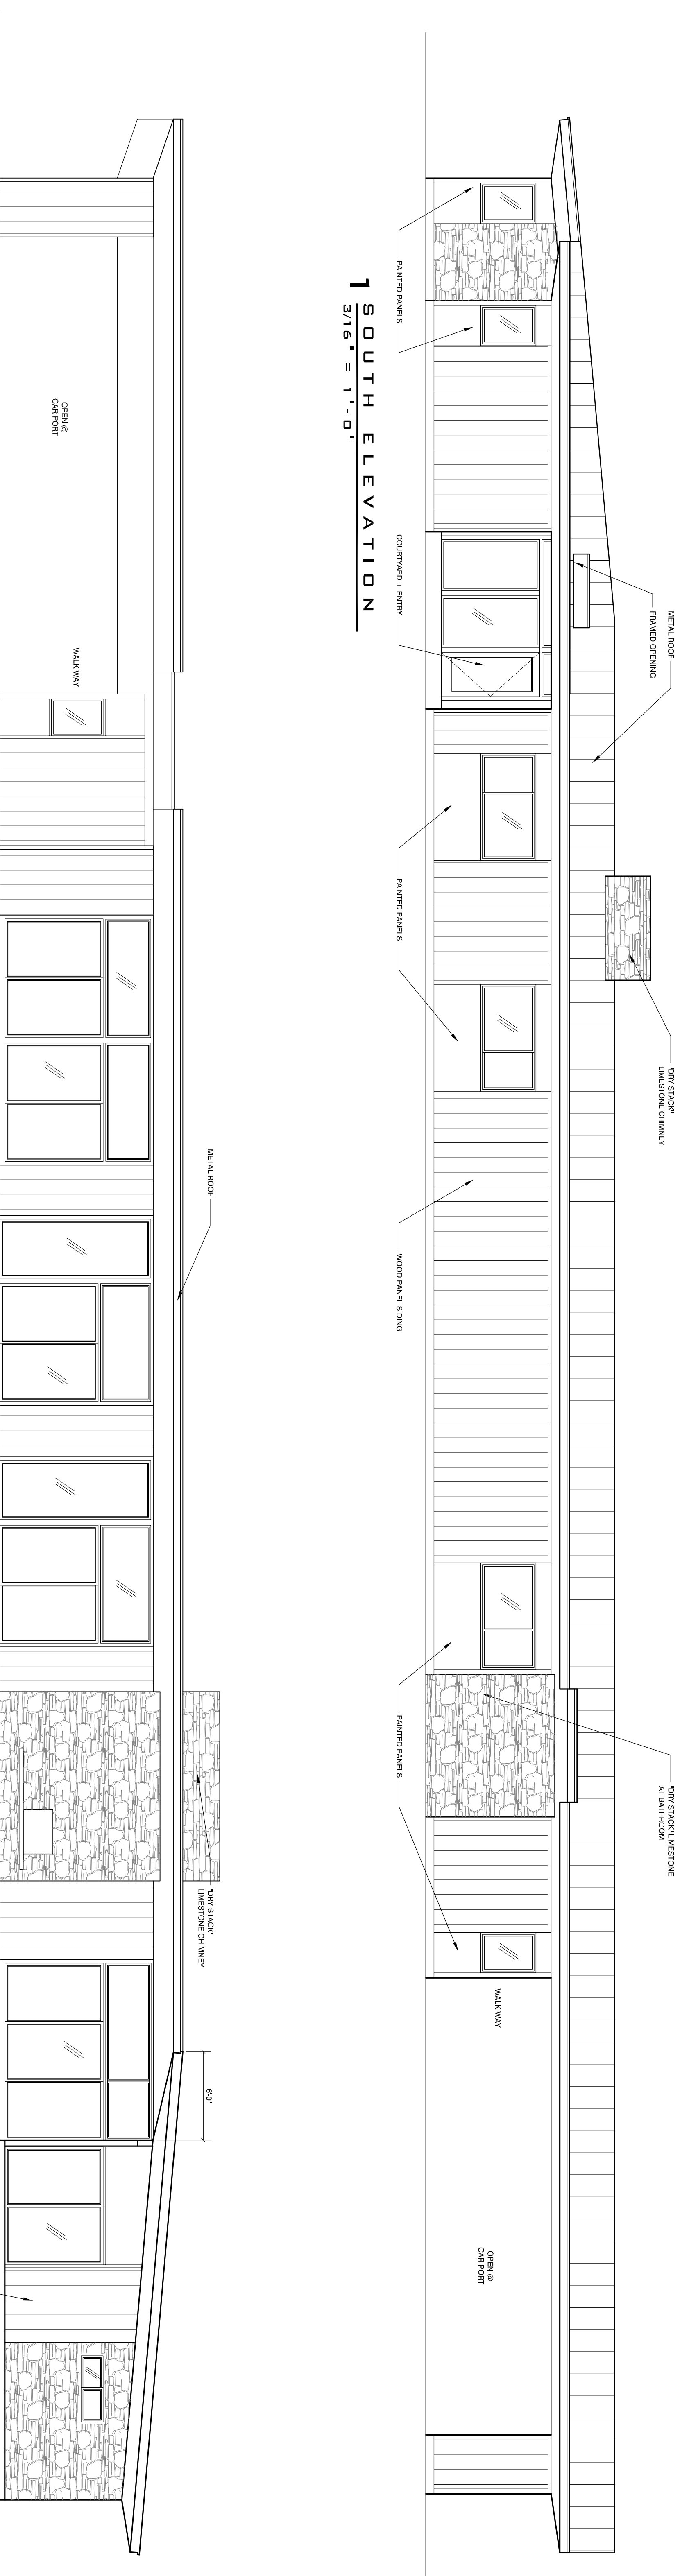 METAL ROOF
FRAMED OPENING
"DRY STACK"
LIMESTONE CHIMNEY
"DRY STACK" LIMESTONE
AT BATHROOM
WALK WAY
OPEN @
CAR PORT
PAINTED PANELS
COURTYARD + ENTRY
PAINTED PANELS
WOOD PANEL SIDING
PAINTED PANELS
1 SOUTH ELEVATION
3/16" = 1'-0"
METAL ROOF
"DRY STACK"
LIMESTONE CHIMNEY
6'-0"
OPEN @
CAR PORT
WALK WAY